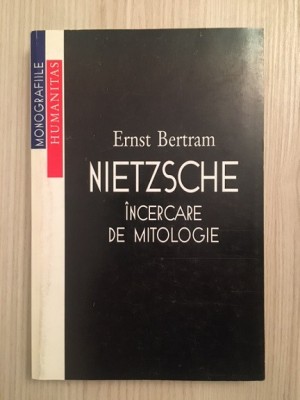 MONOGRAFIILE
HUMANITAS
Ernst Bertram
NIETZSCHE
ÎNCERCARE
DE MITOLOGIE